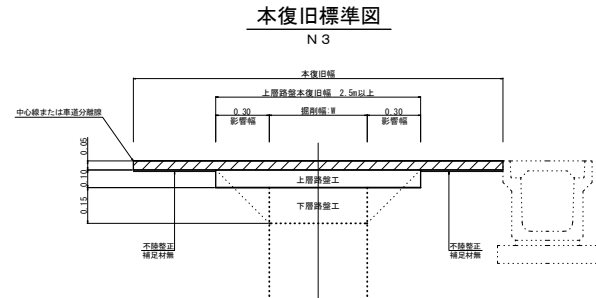 本復旧標準図
N3
本復旧幅
上層路盤本復旧幅 2.5m以上
中心線または車道分離線
0.30
影響幅
掘削幅:W
0.30
影響幅
0.05
0.10
0.15
上層路盤工
下層路盤工
不陸整正
補足材無
不陸整正
補足材無